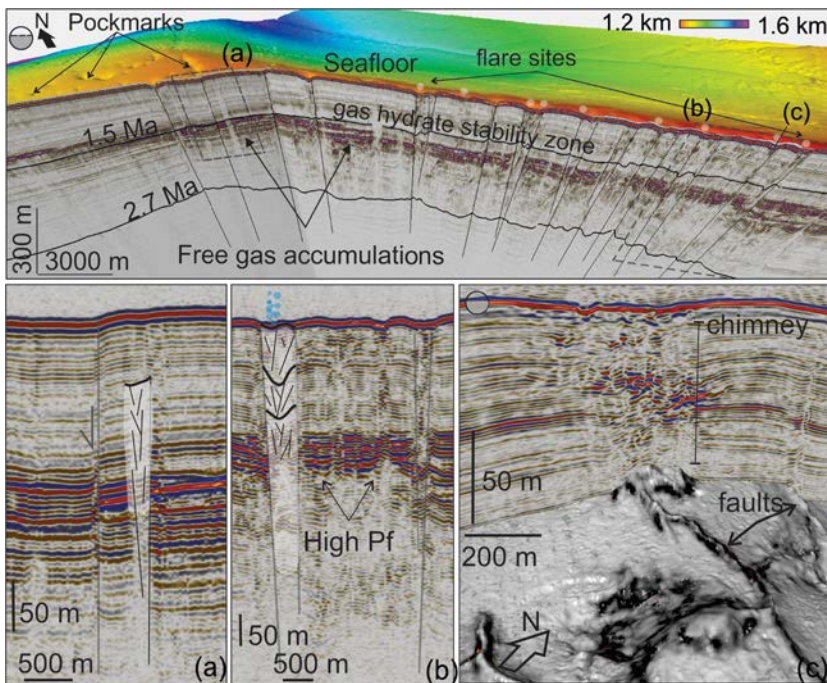 N
Pockmarks
(a)
1.2 km 1.6 km
Seafloor
flare sites
(b)
(c)
gas hydrate stability zone
1.5 Ma
2.7 Ma
Free gas accumulations
300 m
3000 m
50 m
500 m
(a)
High Pf
50 m
500 m
(b)
chimney
50 m
200 m
faults
N
(c)